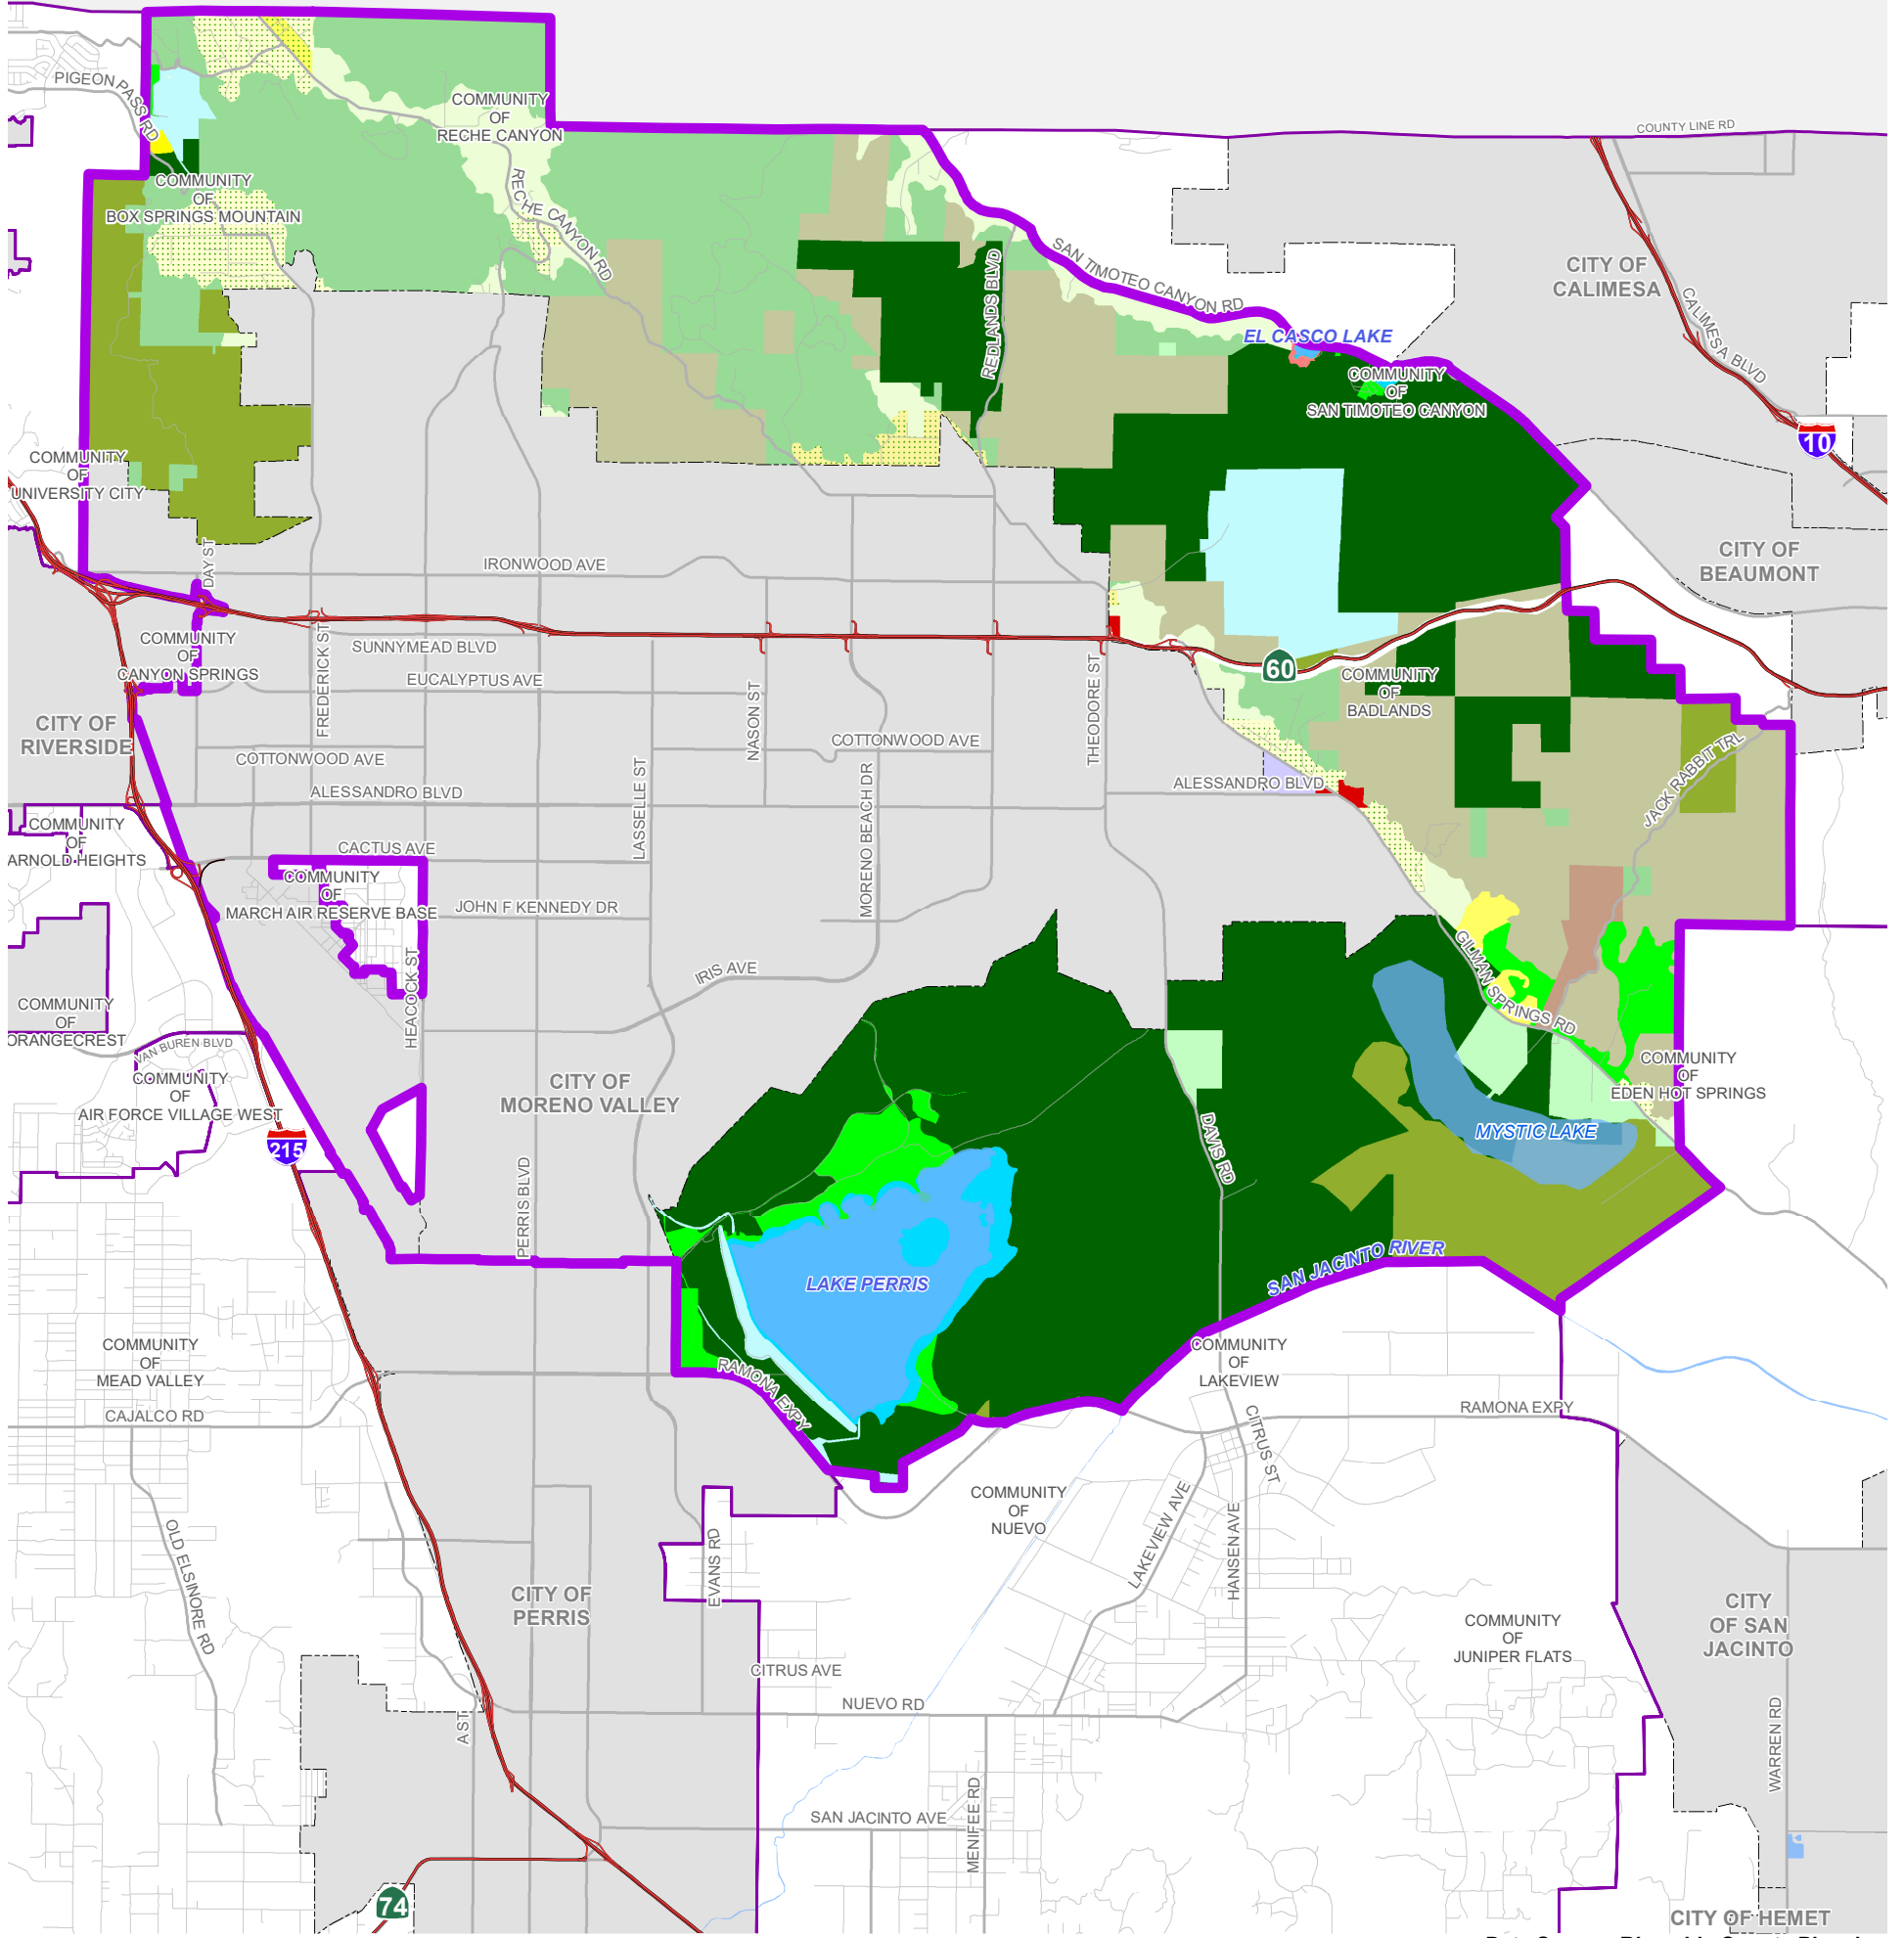 PIGEON PASS RD
COMMUNITY
OF
RECHE CANYON
COUNTY LINE RD
COMMUNITY
OF
BOX SPRINGS MOUNTAIN
RECHE CANYON RD
REDLANDS BLVD
SAN TIMOTEO CANYON RD
CITY OF
CALIMESA
CALIMESA BLVD
EL CASCO LAKE
COMMUNITY
OF
SAN TIMOTEO CANYON
10
COMMUNITY
OF
UNIVERSITY CITY
DAY ST
IRONWOOD AVE
CITY OF
BEAUMONT
COMMUNITY
OF
CANYON SPRINGS
FREDERICK ST
SUNNYMEAD BLVD
EUCALYPTUS AVE
NASON ST
THEODORE ST
60
COMMUNITY
OF
BADLANDS
CITY OF
RIVERSIDE
COTTONWOOD AVE
COTTONWOOD AVE
ALESSANDRO BLVD
ALESSANDRO BLVD
LASSELLE ST
MORENO BEACH DR
JACK RABBIT TRL
COMMUNITY
OF
ARNOLD HEIGHTS
CACTUS AVE
COMMUNITY
OF
MARCH AIR RESERVE BASE
JOHN F KENNEDY DR
HEACOCK ST
IRIS AVE
GILMAN SPRINGS RD
COMMUNITY
OF
ORANGECREST
VAN BUREN BLVD
COMMUNITY
OF
AIR FORCE VILLAGE WEST
215
CITY OF
MORENO VALLEY
PERRIS BLVD
DAVIS RD
COMMUNITY
OF
EDEN HOT SPRINGS
MYSTIC LAKE
LAKE PERRIS
SAN JACINTO RIVER
COMMUNITY
OF
MEAD VALLEY
CAJALCO RD
RAMONA EXPY
COMMUNITY
OF
LAKEVIEW
RAMONA EXPY
CITRUS ST
COMMUNITY
OF
NUEVO
LAKEVIEW AVE
HANSEN AVE
OLD ELSINORE RD
EVANS RD
CITY OF
PERRIS
COMMUNITY
OF
JUNIPER FLATS
CITY
OF SAN
JACINTO
CITRUS AVE
NUEVO RD
A ST
WARREN RD
SAN JACINTO AVE
MENIFEE RD
74
CITY OF HEMET